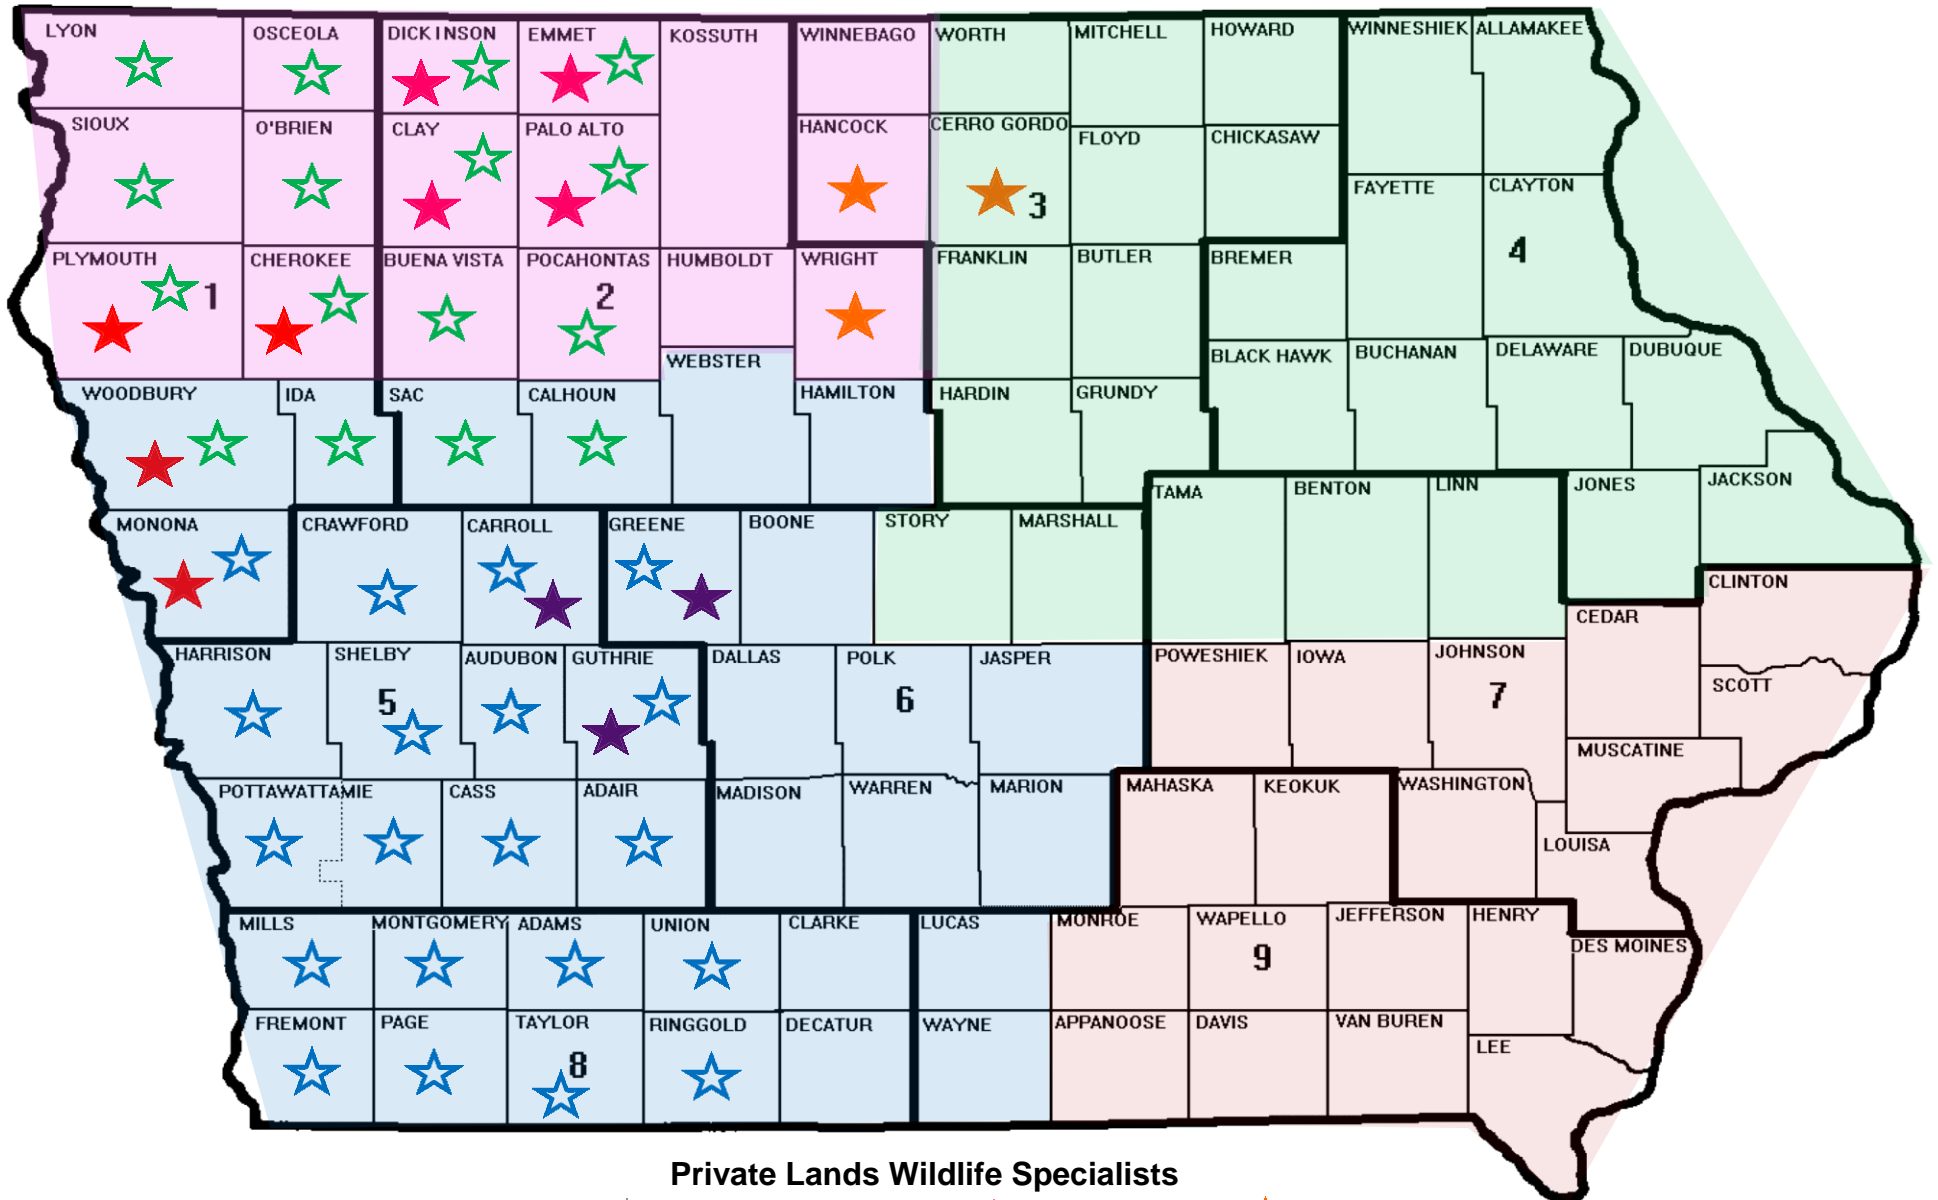 LYON OSCEOLA DICKINSON EMMET KOSSUTH WINNEBAGO WORTH MITCHELL HOWARD WINNESHIEK ALLAMAKEE
SIOUX O'BRIEN CLAY PALO ALTO HANCOCK CERRO GORDO FLOYD CHICKASAW
3
FAYETTE CLAYTON
4
PLYMOUTH CHEROKEE BUENA VISTA POCAHONTAS HUMBOLDT WRIGHT FRANKLIN BUTLER BREMER
1
2
WEBSTER BLACK HAWK BUCHANAN DELAWARE DUBUQUE
WOODBURY IDA SAC CALHOUN HAMILTON HARDIN GRUNDY
TAMA BENTON LINN JONES JACKSON
MONONA CRAWFORD CARROLL GREENE BOONE STORY MARSHALL
CLINTON
CEDAR
HARRISON SHELBY AUDUBON GUTHRIE DALLAS POLK JASPER POWESHIEK IOWA JOHNSON
SCOTT
5
6
7
MUSCATINE
POTTAWATTAMIE CASS ADAIR MADISON WARREN MARION MAHASKA KEOKUK WASHINGTON
LOUISA
MILLS MONTGOMERY ADAMS UNION CLARKE LUCAS MONROE WAPELLO JEFFERSON HENRY
DES MOINES
9
FREMONT PAGE TAYLOR RINGGOLD DECATUR WAYNE APPANOOSE DAVIS VAN BUREN
LEE
8
Private Lands Wildlife Specialists